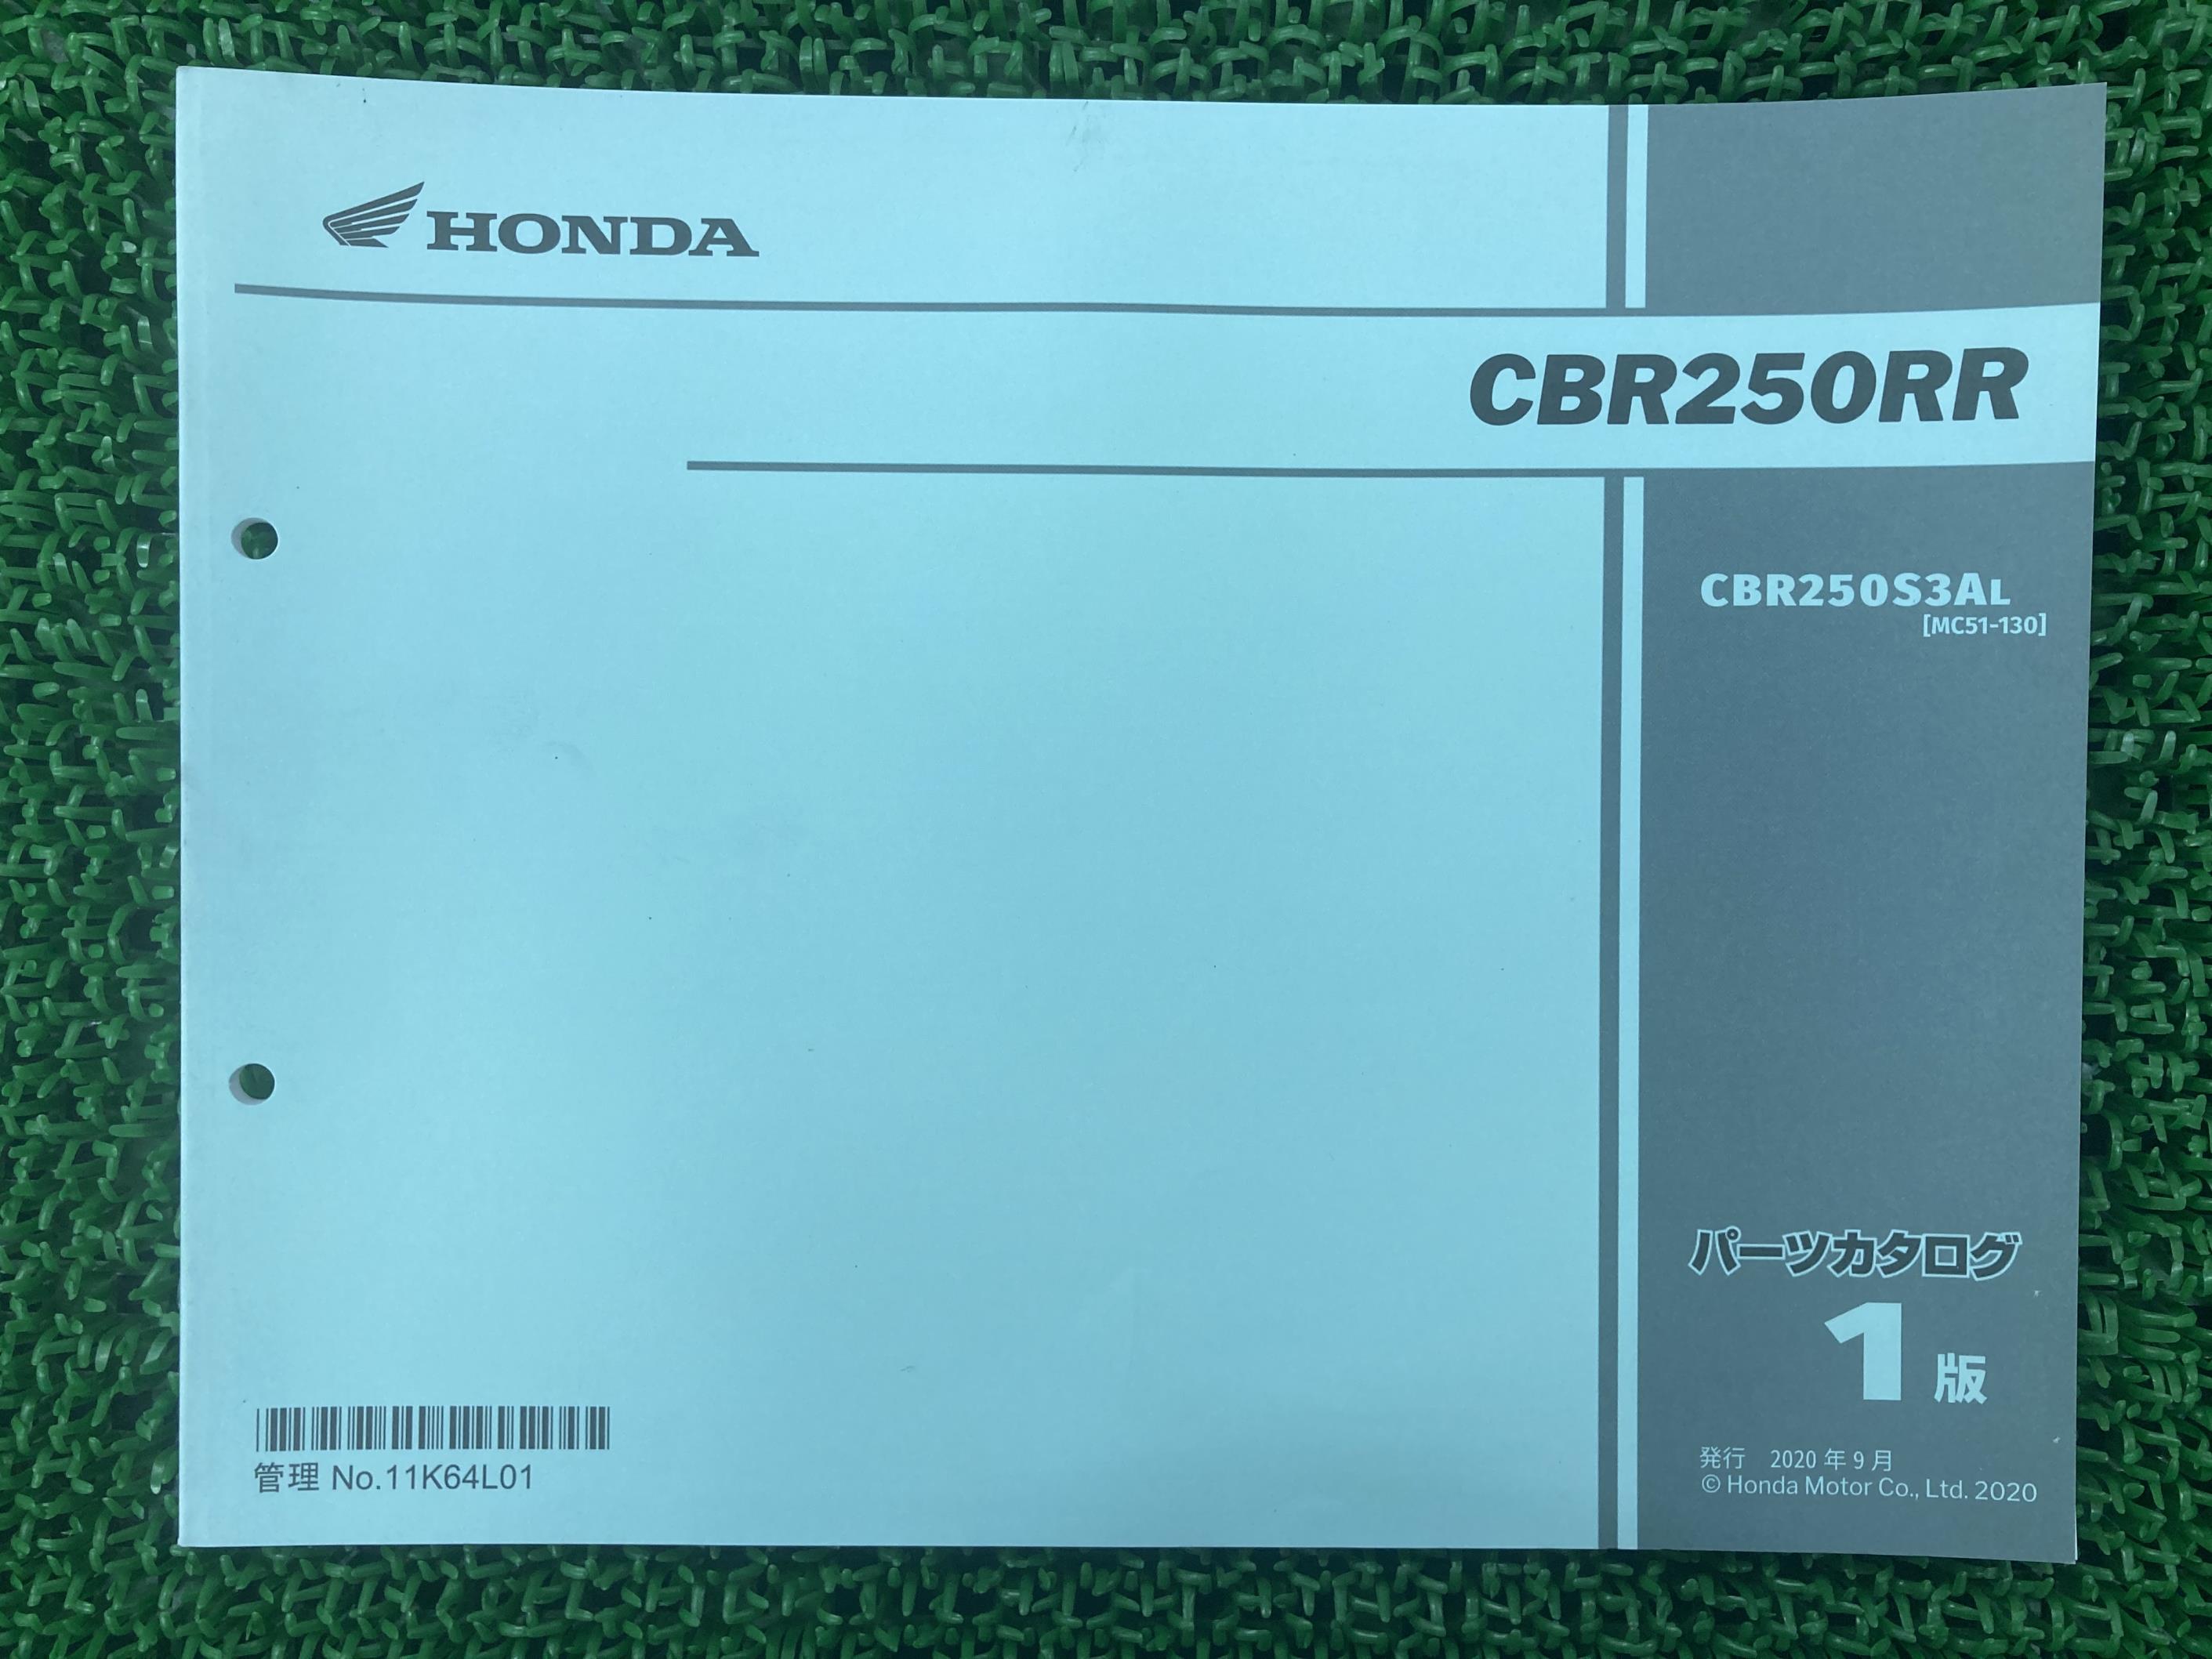 HONDA
CBR250RR
CBR250S3AL
[MC51-130]
パーツカタログ
1版
発行 2020年9月
© Honda Motor Co., Ltd. 2020
管理 No.11K64L01